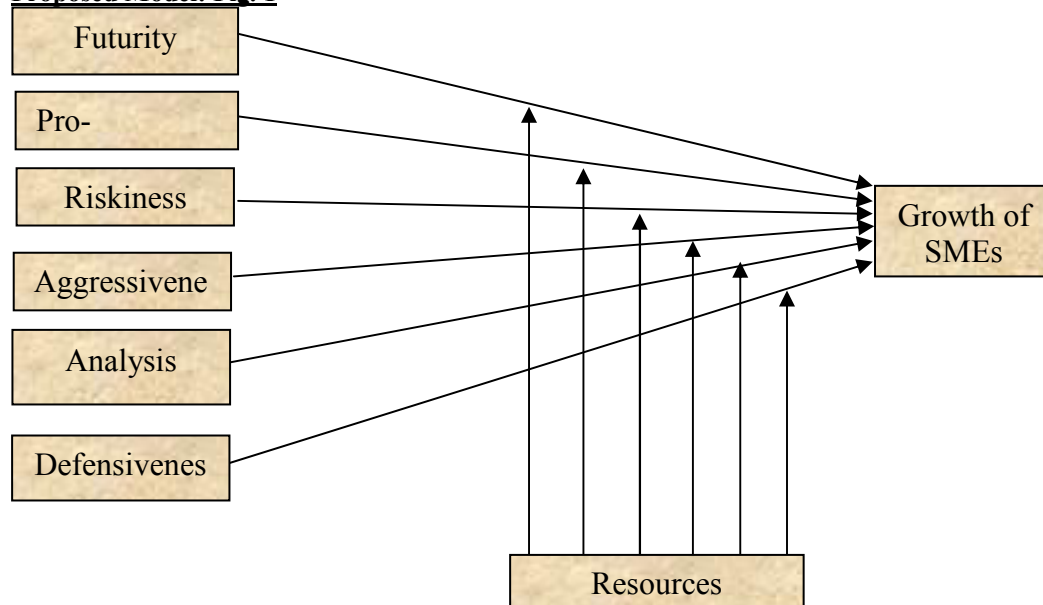 Proposed Model: Fig. 1
Futurity
Pro-
Riskiness
Aggressivene
Analysis
Defensivenes
Growth of
SMEs
Resources